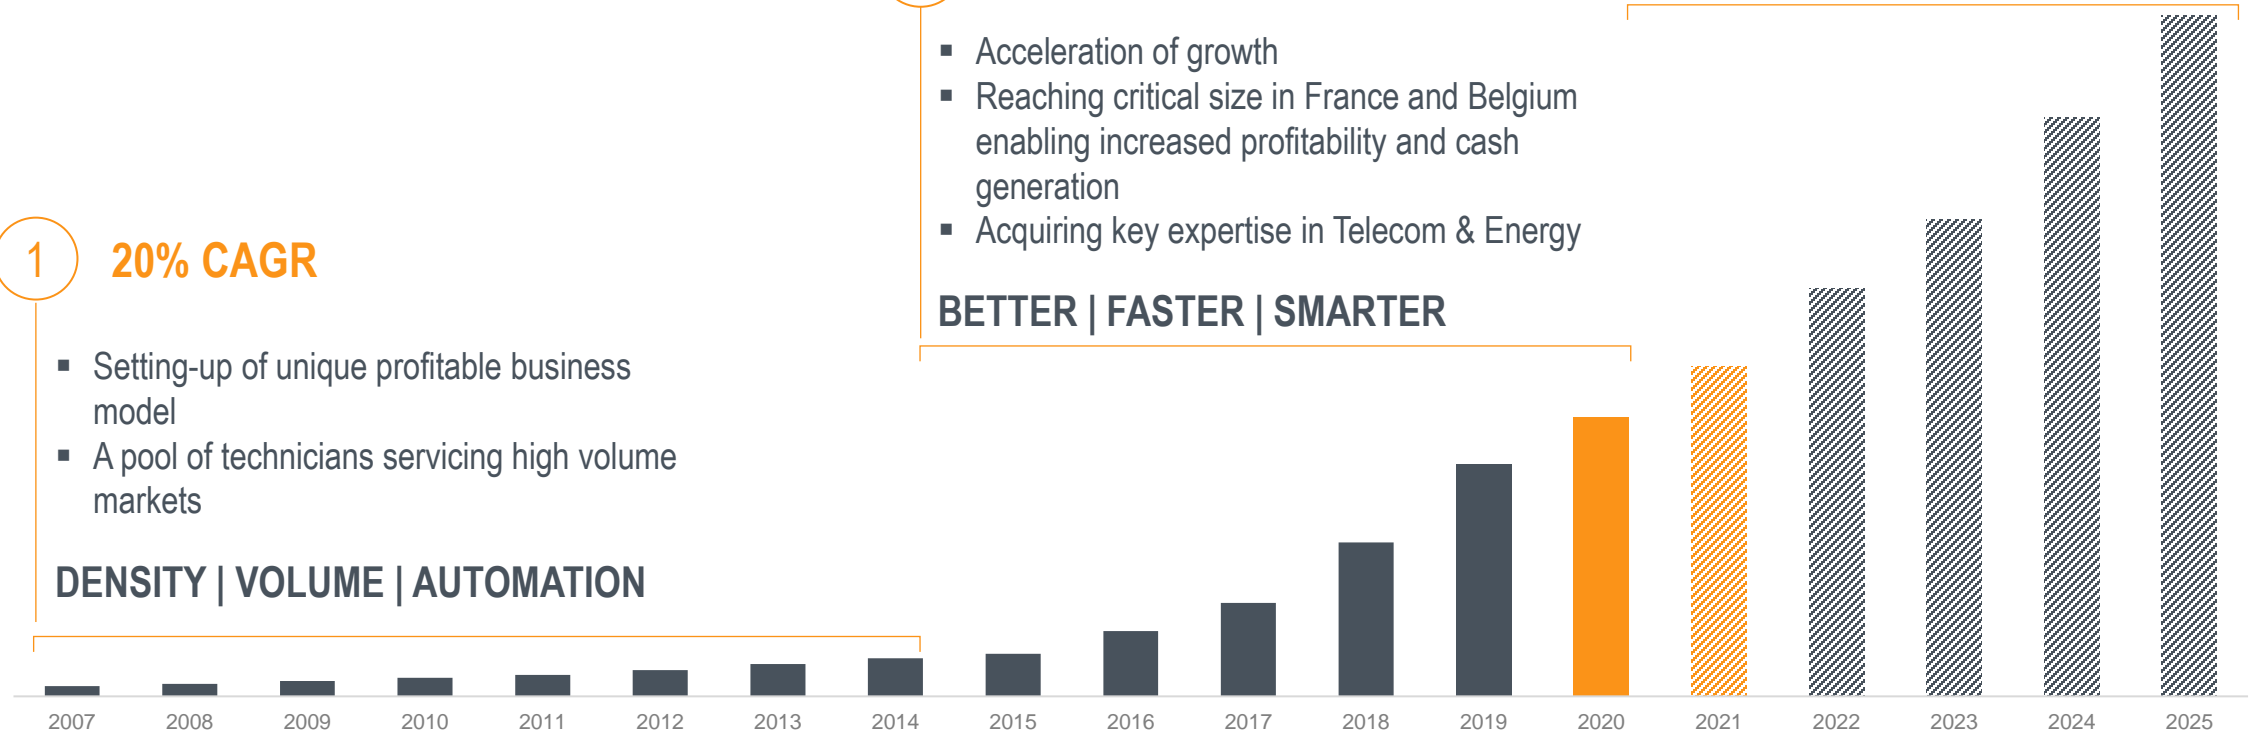 1
20% CAGR
▪ Setting-up of unique profitable business
model
▪ A pool of technicians servicing high volume
markets
DENSITY | VOLUME | AUTOMATION
▪ Acceleration of growth
▪ Reaching critical size in France and Belgium
enabling increased profitability and cash
generation
▪ Acquiring key expertise in Telecom & Energy
BETTER | FASTER | SMARTER
2007 2008 2009 2010 2011 2012 2013 2014 2015 2016 2017 2018 2019 2020 2021 2022 2023 2024 2025